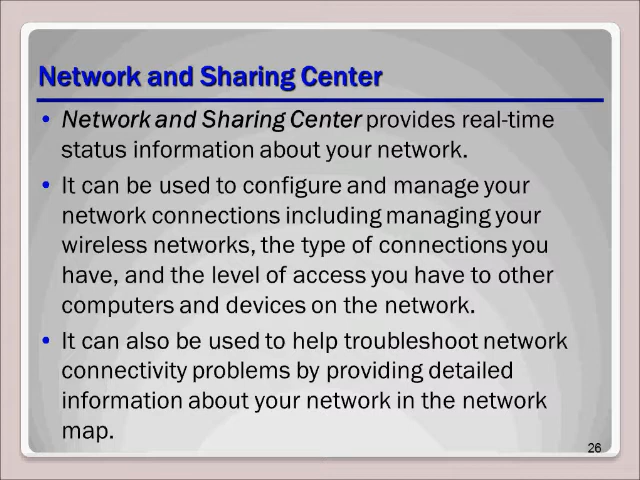 Network and Sharing Center
• Network and Sharing Center provides real-time
status information about your network.
• It can be used to configure and manage your
network connections including managing your
wireless networks, the type of connections you
have, and the level of access you have to other
computers and devices on the network.
• It can also be used to help troubleshoot network
connectivity problems by providing detailed
information about your network in the network
map.
26